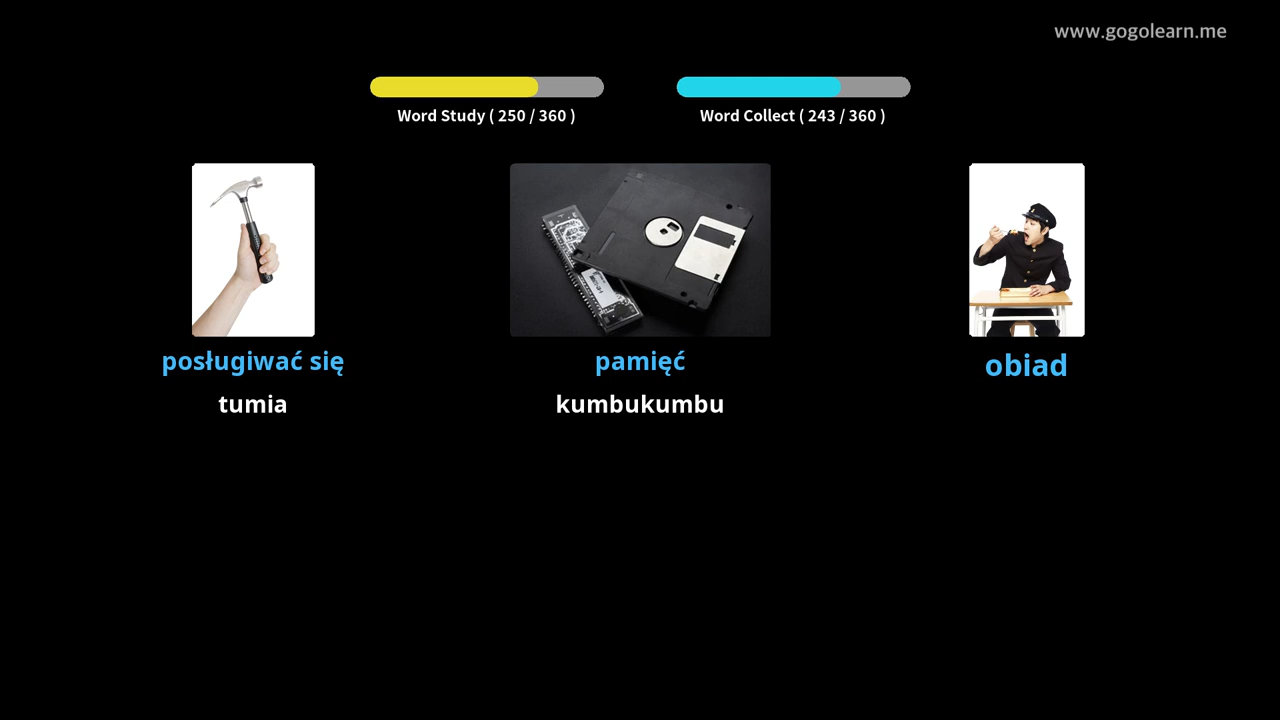 www.gogolearn.me
Word Study ( 250 / 360 )
Word Collect ( 243 / 360 )
posługiwać się
tumia
pamięć
kumbukumbu
obiad